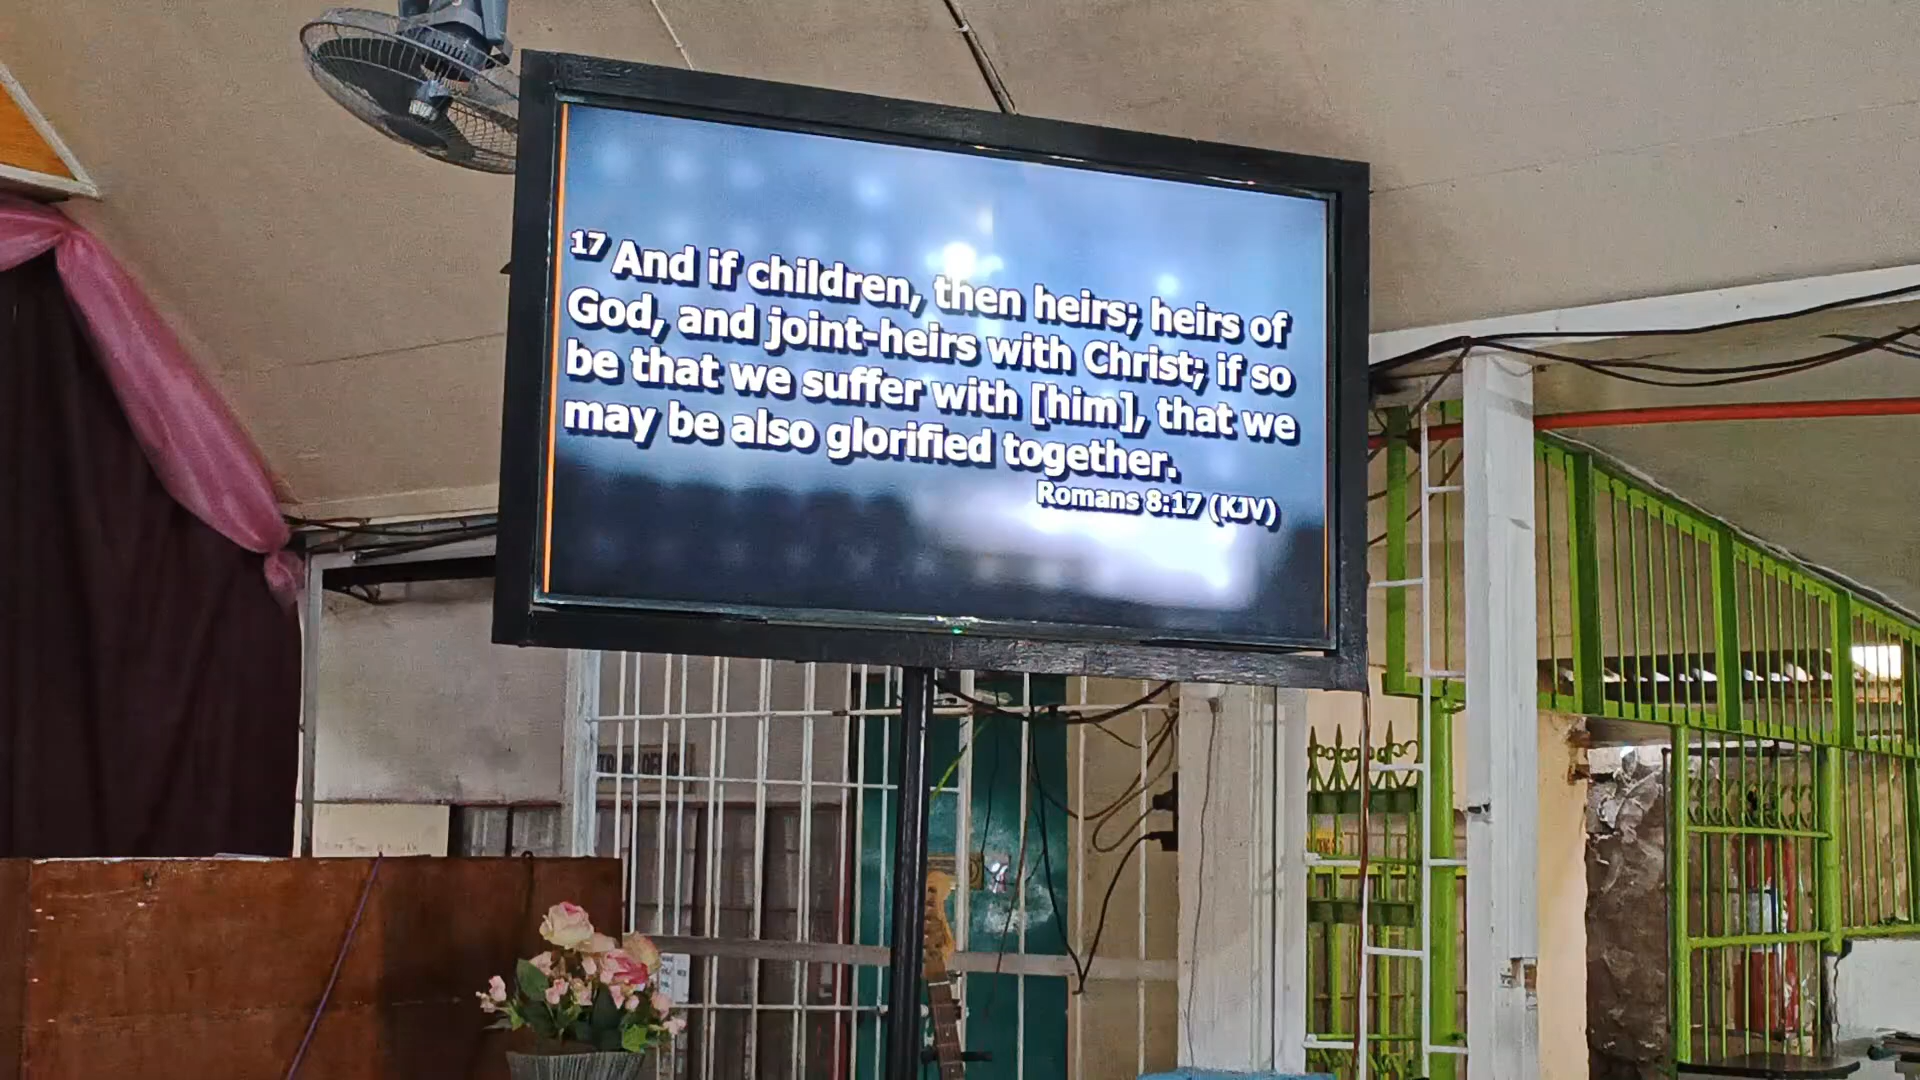 17 And if children, then heirs; heirs of
God, and joint-heirs with Christ; if so
be that we suffer with [him], that we
may be also glorified together.
Romans 8:17 (KJV)
SONY